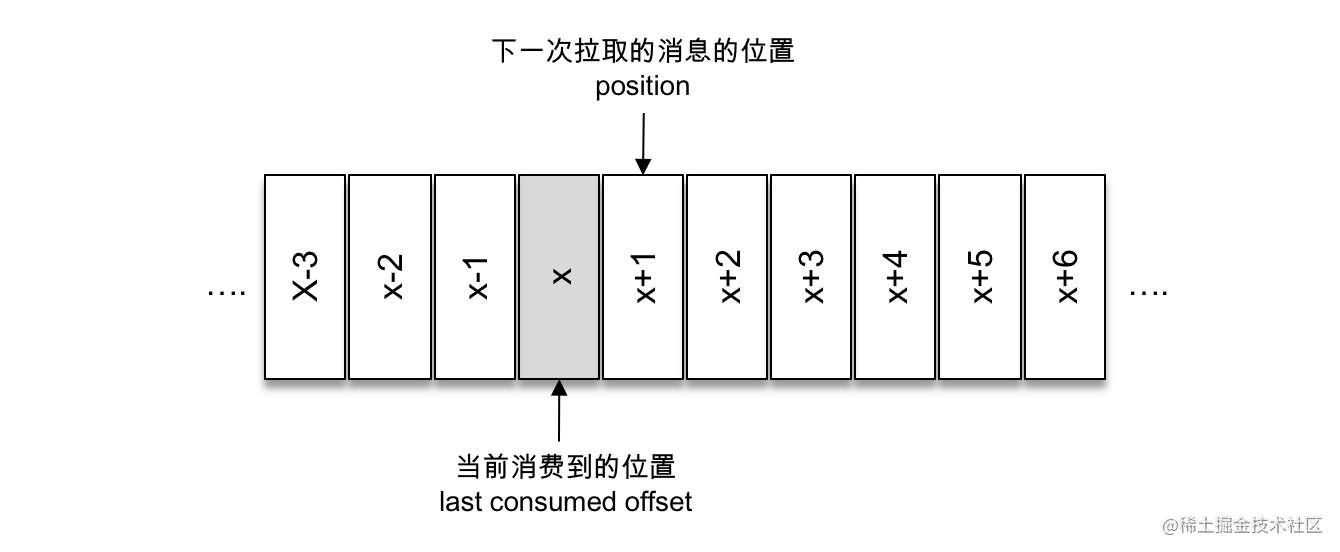 下一次拉取的消息的位置
position
.... X-3 x-2 x-1 x x+1 x+2 x+3 x+4 x+5 x+6 ....
当前消费到的位置
last consumed offset
@稀土掘金技术社区